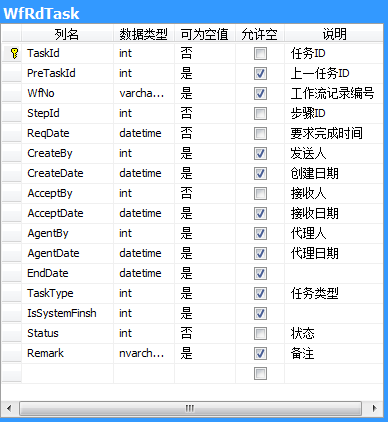 WfRdTask
列名 数据类型 可为空值 允许空 说明
TaskId int 否 任务ID
PreTaskId int 是 上一任务ID
WfNo varcha... 是 工作流记录编号
StepId int 否 步骤ID
ReqDate datetime 否 要求完成时间
CreateBy int 是 发送人
CreateDate datetime 是 创建日期
AcceptBy int 否 接收人
AcceptDate datetime 是 接收日期
AgentBy int 是 代理人
AgentDate datetime 是 代理日期
EndDate datetime 是
TaskType int 是 任务类型
IsSystemFinsh int 是
Status int 否 状态
Remark nvarch... 是 备注